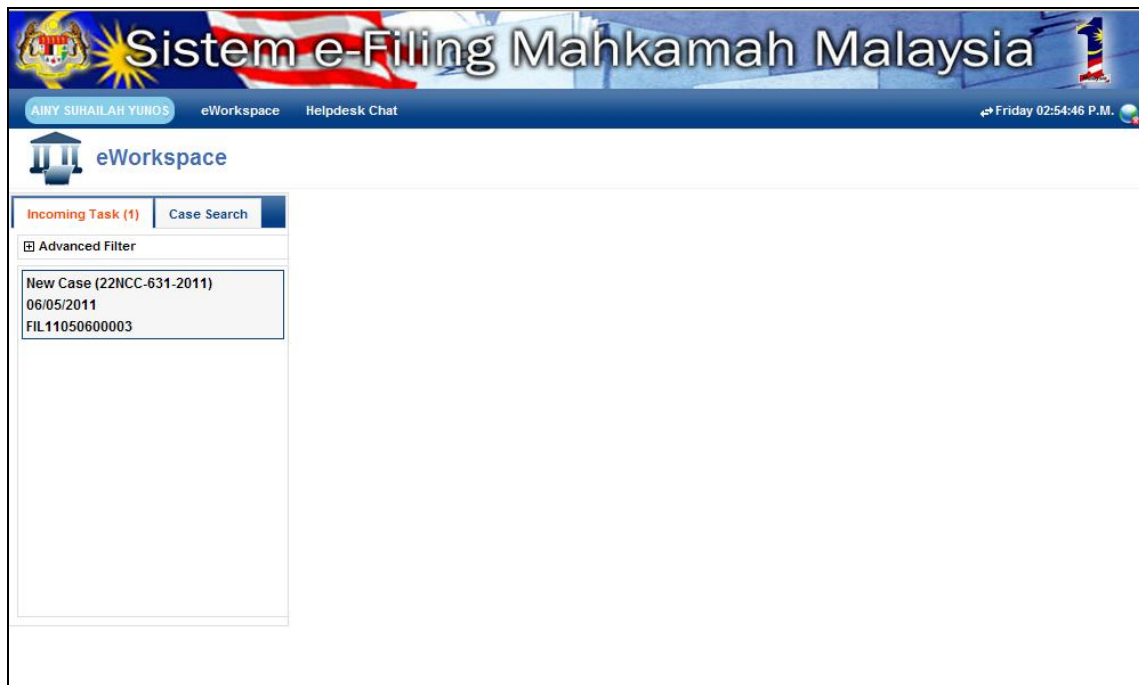 Sistem e-Filing Mahkamah Malaysia 1
AINY SUHAILAH YUNOS eWorkspace Helpdesk Chat Friday 02:54:46 P.M.
eWorkspace
Incoming Task (1) Case Search
Advanced Filter
New Case (22NCC-631-2011)
06/05/2011
FIL11050600003